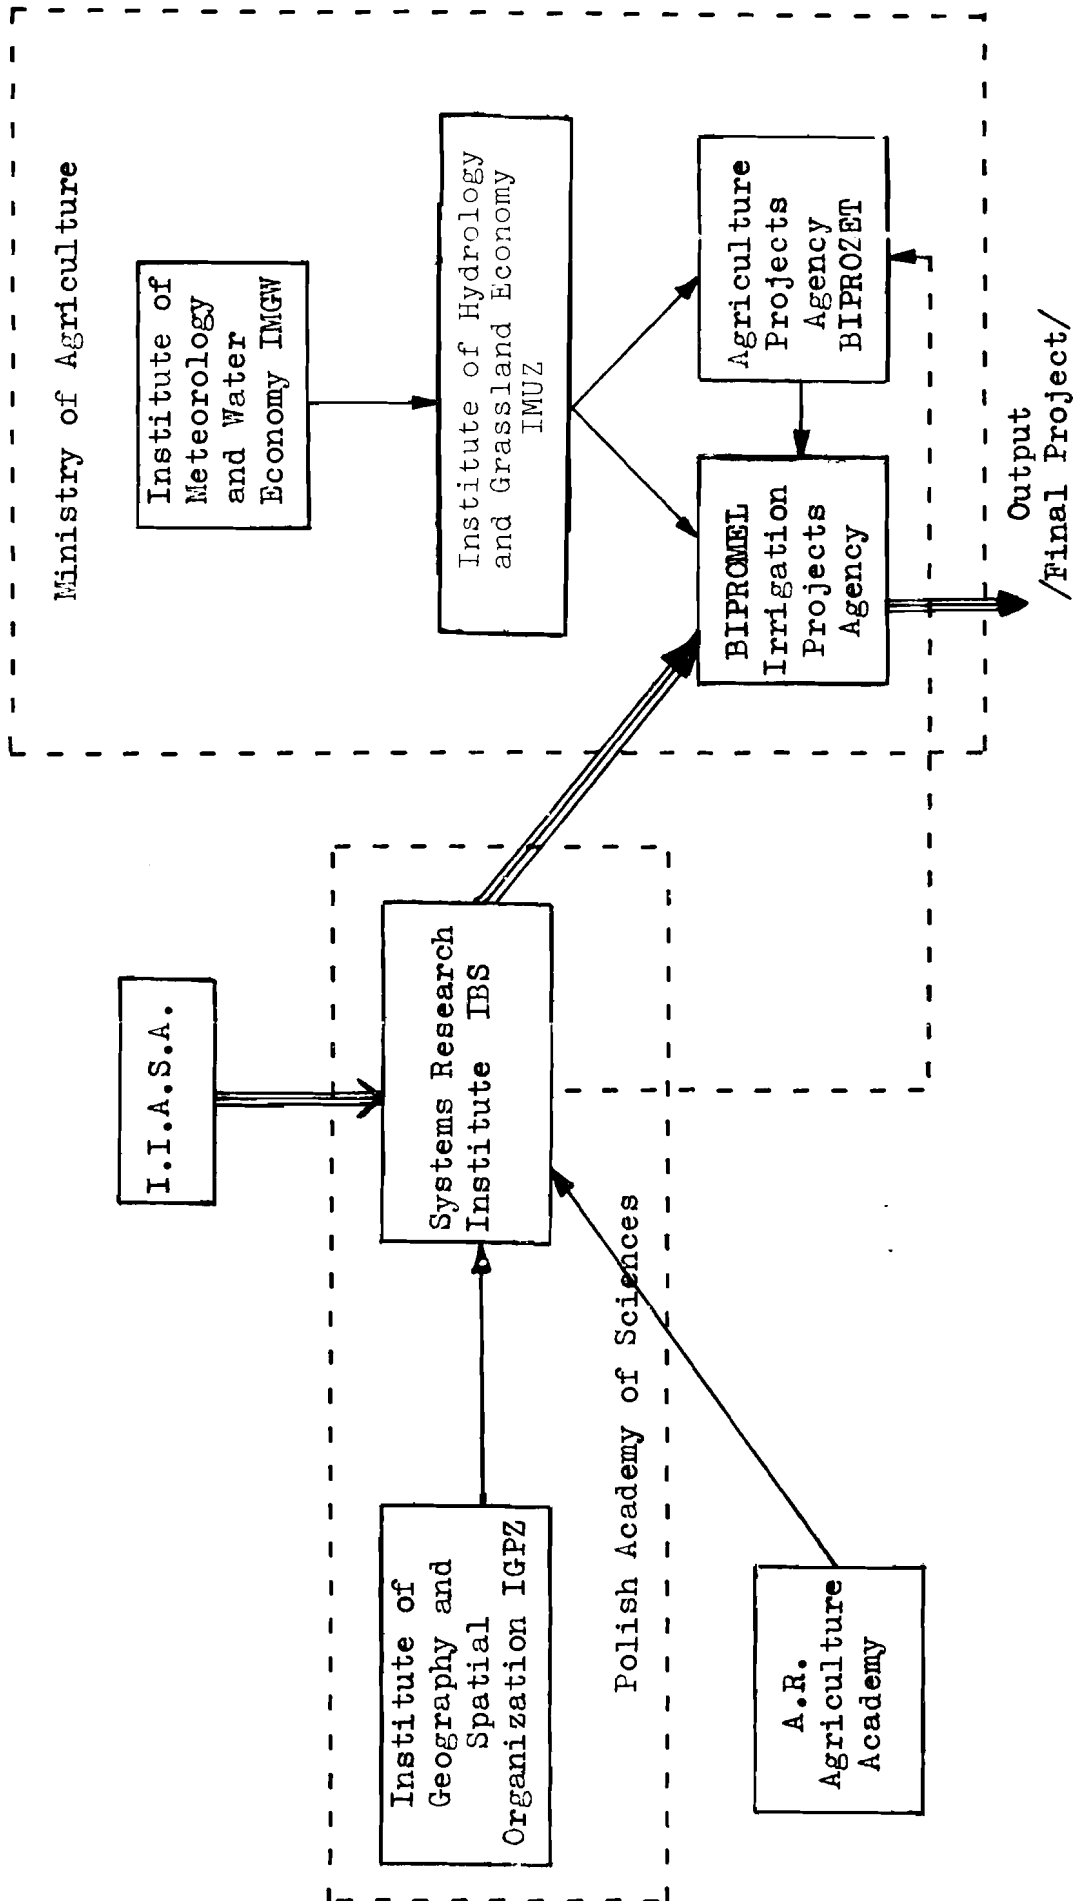 Ministry of Agriculture
Institute of
Meteorology
and Water
Economy IMGW
Institute of Hydrology
and Grassland Economy
IMUZ
Agriculture
Projects
Agency
BIPROZET
BIPROMEL
Irrigation
Projects
Agency
Output
/Final Project/
I.I.A.S.A.
Systems Research
Institute IBS
Institute of
Geography and
Spatial
Organization IGPZ
Polish Academy of Sciences
A.R.
Agriculture
Academy